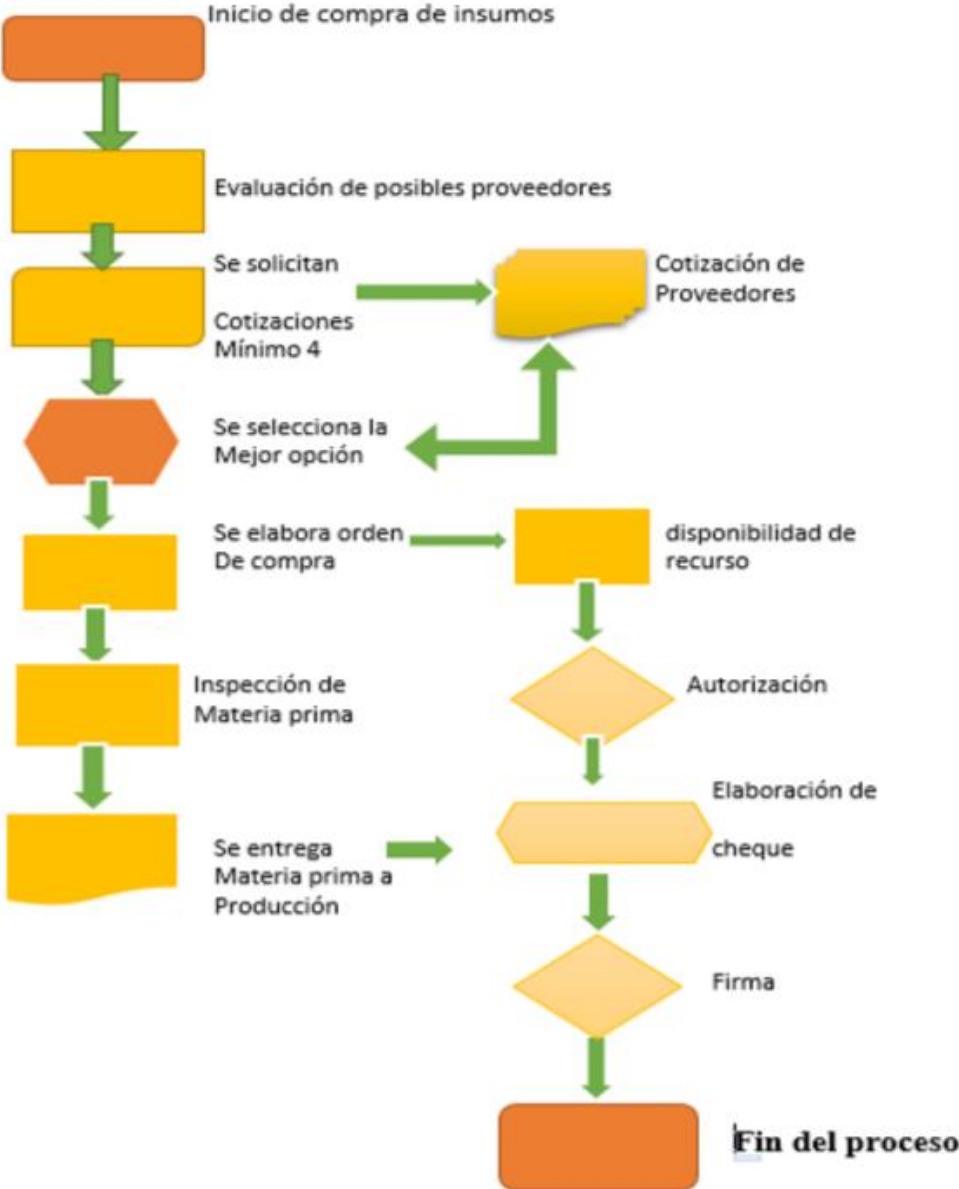 Inicio de compra de insumos
Evaluación de posibles proveedores
Se solicitan
Cotizaciones
Mínimo 4
Cotización de
Proveedores
Se selecciona la
Mejor opción
Se elabora orden
De compra
disponibilidad de
recurso
Inspección de
Materia prima
Autorización
Elaboración de
cheque
Se entrega
Materia prima a
Producción
Firma
Fin del proceso